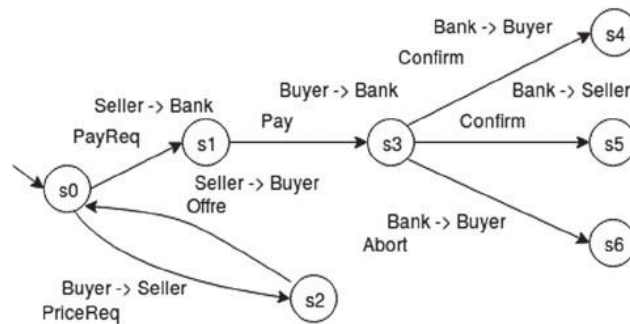 Bank -> Buyer
s4
Confirm
Seller -> Bank
Buyer -> Bank
Bank -> Seller
PayReq
s1
Pay
s3
Confirm
s5
s0
Seller -> Buyer
Offre
Bank -> Buyer
s6
Abort
Buyer -> Seller
s2
PriceReq